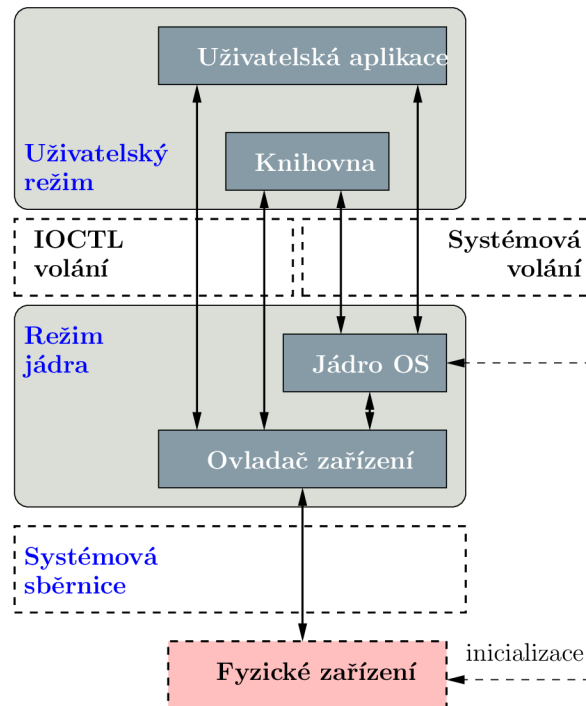 Uživatelská aplikace
Uživatelský
režim
Knihovna
IOCTL
volání
Systémová
volání
Režim
jádra
Jádro OS
Ovladač zařízení
Systémová
sběrnice
Fyzické zařízení
inicializace